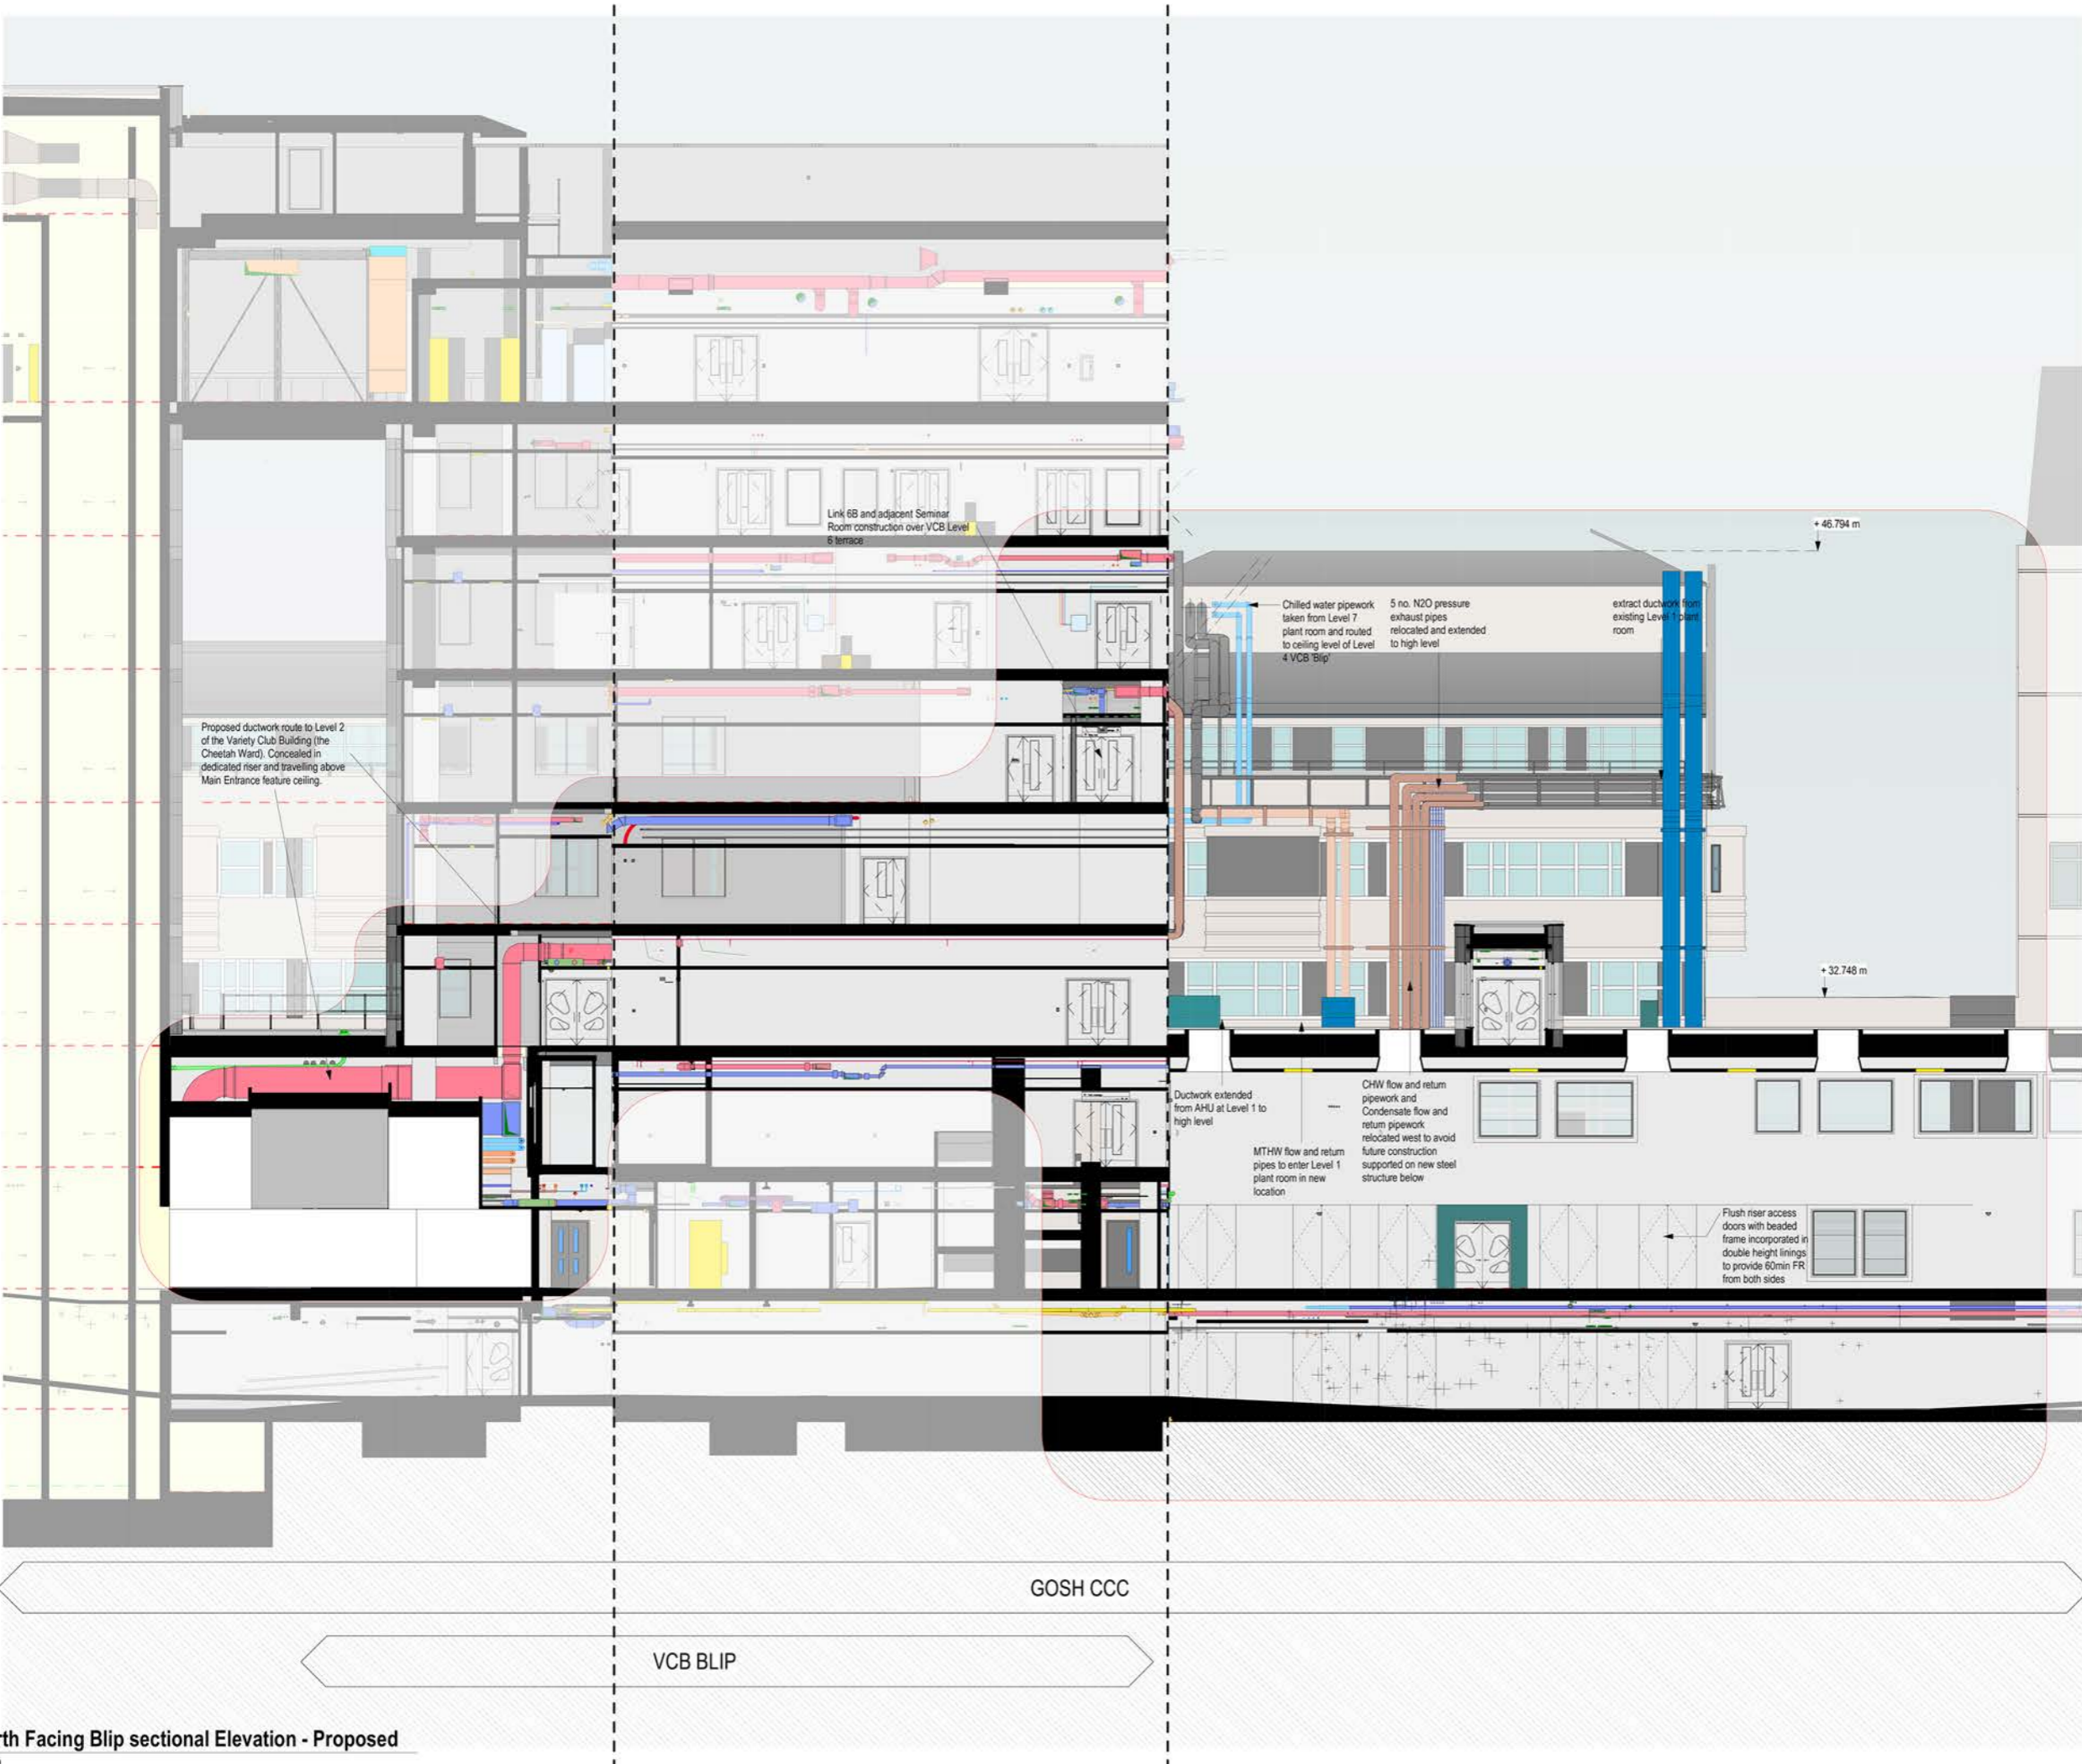 Link 6B and adjacent Seminar
Room construction over VCB Level
6 terrace
+ 46.794 m
Chilled water pipework
taken from Level 7
plant room and routed
to ceiling level of Level
4 VCB 'Blip'
5 no. N2O pressure
exhaust pipes
relocated and extended
to high level
extract ductwork from
existing Level 1 plant
room
Proposed ductwork route to Level 2
of the Variety Club Building (the
Cheetah Ward). Concealed in
dedicated riser and travelling above
Main Entrance feature ceiling.
+ 32.748 m
Ductwork extended
from AHU at Level 1 to
high level
MTHW flow and return
pipes to enter Level 1
plant room in new
location
CHW flow and return
pipework and
Condensate flow and
return pipework
relocated west to avoid
future construction
supported on new steel
structure below
Flush riser access
doors with beaded
frame incorporated in
double height linings
to provide 60min FR
from both sides
GOSH CCC
VCB BLIP
rth Facing Blip sectional Elevation - Proposed